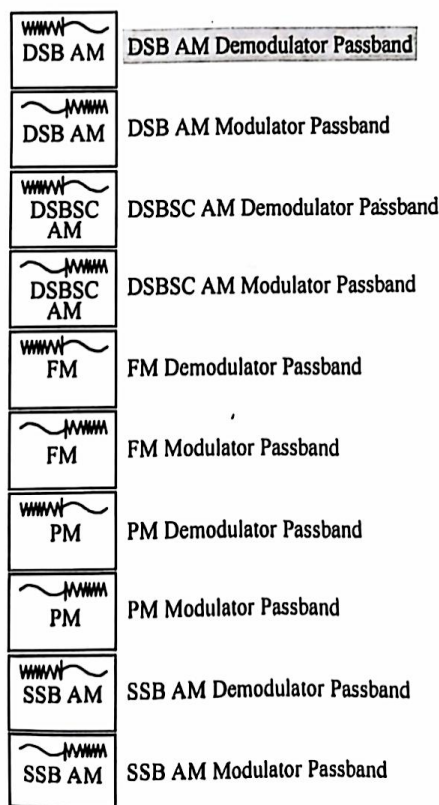 DSB AM
DSB AM Demodulator Passband
DSB AM
DSB AM Modulator Passband
DSBSC
AM
DSBSC AM Demodulator Passband
DSBSC
AM
DSBSC AM Modulator Passband
FM
FM Demodulator Passband
FM
FM Modulator Passband
PM
PM Demodulator Passband
PM
PM Modulator Passband
SSB AM
SSB AM Demodulator Passband
SSB AM
SSB AM Modulator Passband